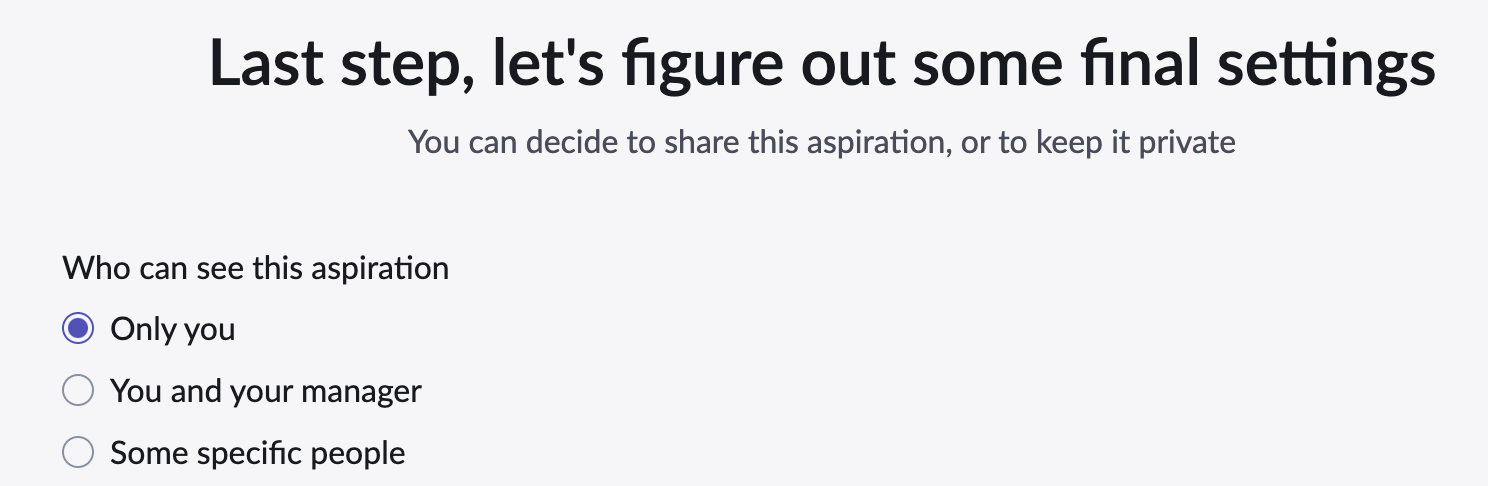 Last step, let's figure out some final settings
You can decide to share this aspiration, or to keep it private
Who can see this aspiration
Only you
You and your manager
Some specific people